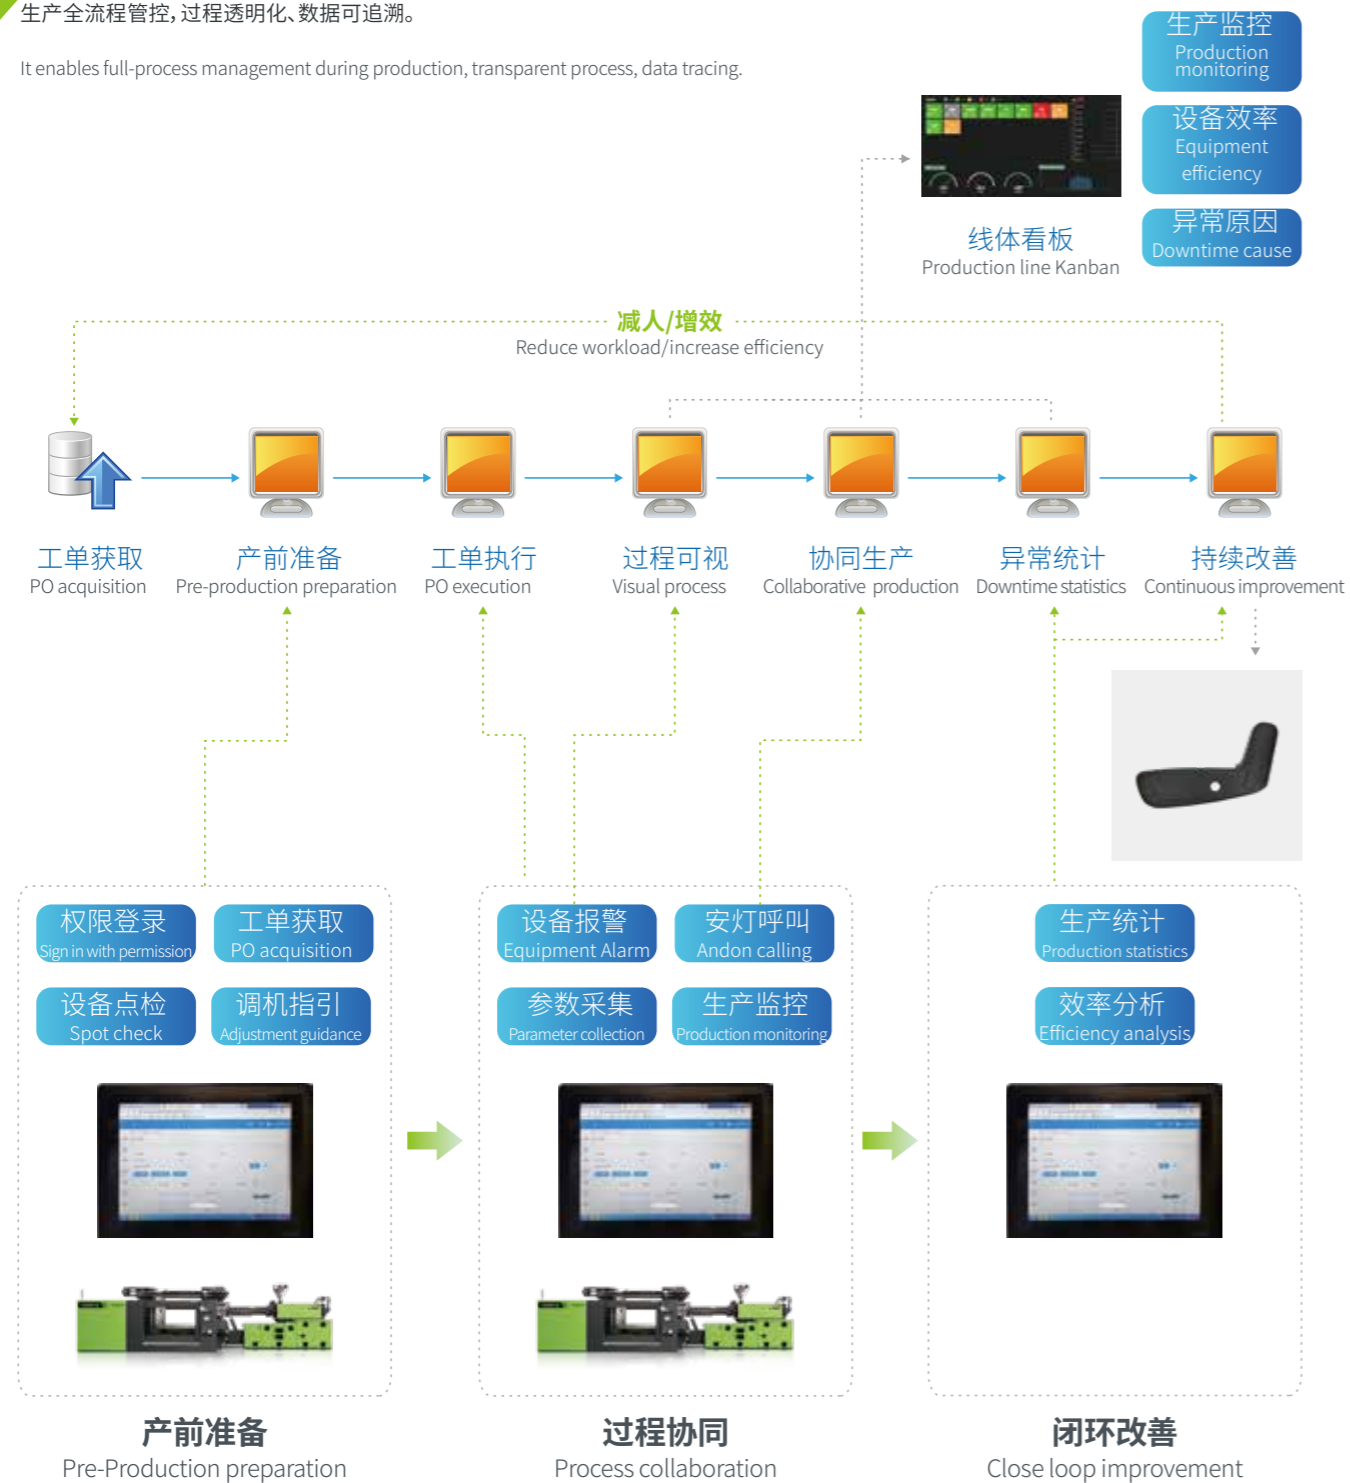 生产全流程管控，过程透明化、数据可追溯。
It enables full-process management during production, transparent process, data tracing.
生产监控
Production
monitoring
设备效率
Equipment
efficiency
异常原因
Downtime cause
线体看板
Production line Kanban
减人/增效
Reduce workload/increase efficiency
工单获取
PO acquisition
产前准备
Pre-production preparation
工单执行
PO execution
过程可视
Visual process
协同生产
Collaborative production
异常统计
Downtime statistics
持续改善
Continuous improvement
权限登录
Sign in with permission
工单获取
PO acquisition
设备点检
Spot check
调机指引
Adjustment guidance
设备报警
Equipment Alarm
安灯呼叫
Andon calling
参数采集
Parameter collection
生产监控
Production monitoring
生产统计
Production statistics
效率分析
Efficiency analysis
产前准备
Pre-Production preparation
过程协同
Process collaboration
闭环改善
Close loop improvement